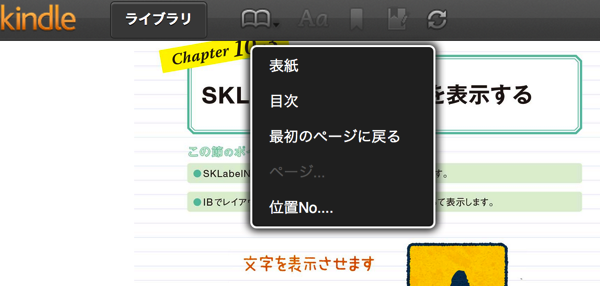 kindle ライブラリ Aa
Chapter 10
表紙
SKL を表示する
目次
最初のページに戻る
この節のポ
SKLabelN す。
ページ...
IBでレイア て表示します。
位置No....
文字を表示させます